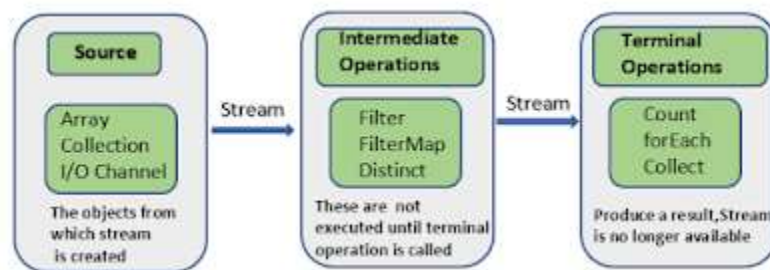 Source
Array
Collection
I/O Channel
The objects from
which stream
is created
Stream
Intermediate
Operations
Filter
FilterMap
Distinct
These are not
executed until terminal
operation is called
Stream
Terminal
Operations
Count
forEach
Collect
Produce a result,Stream
is no longer available